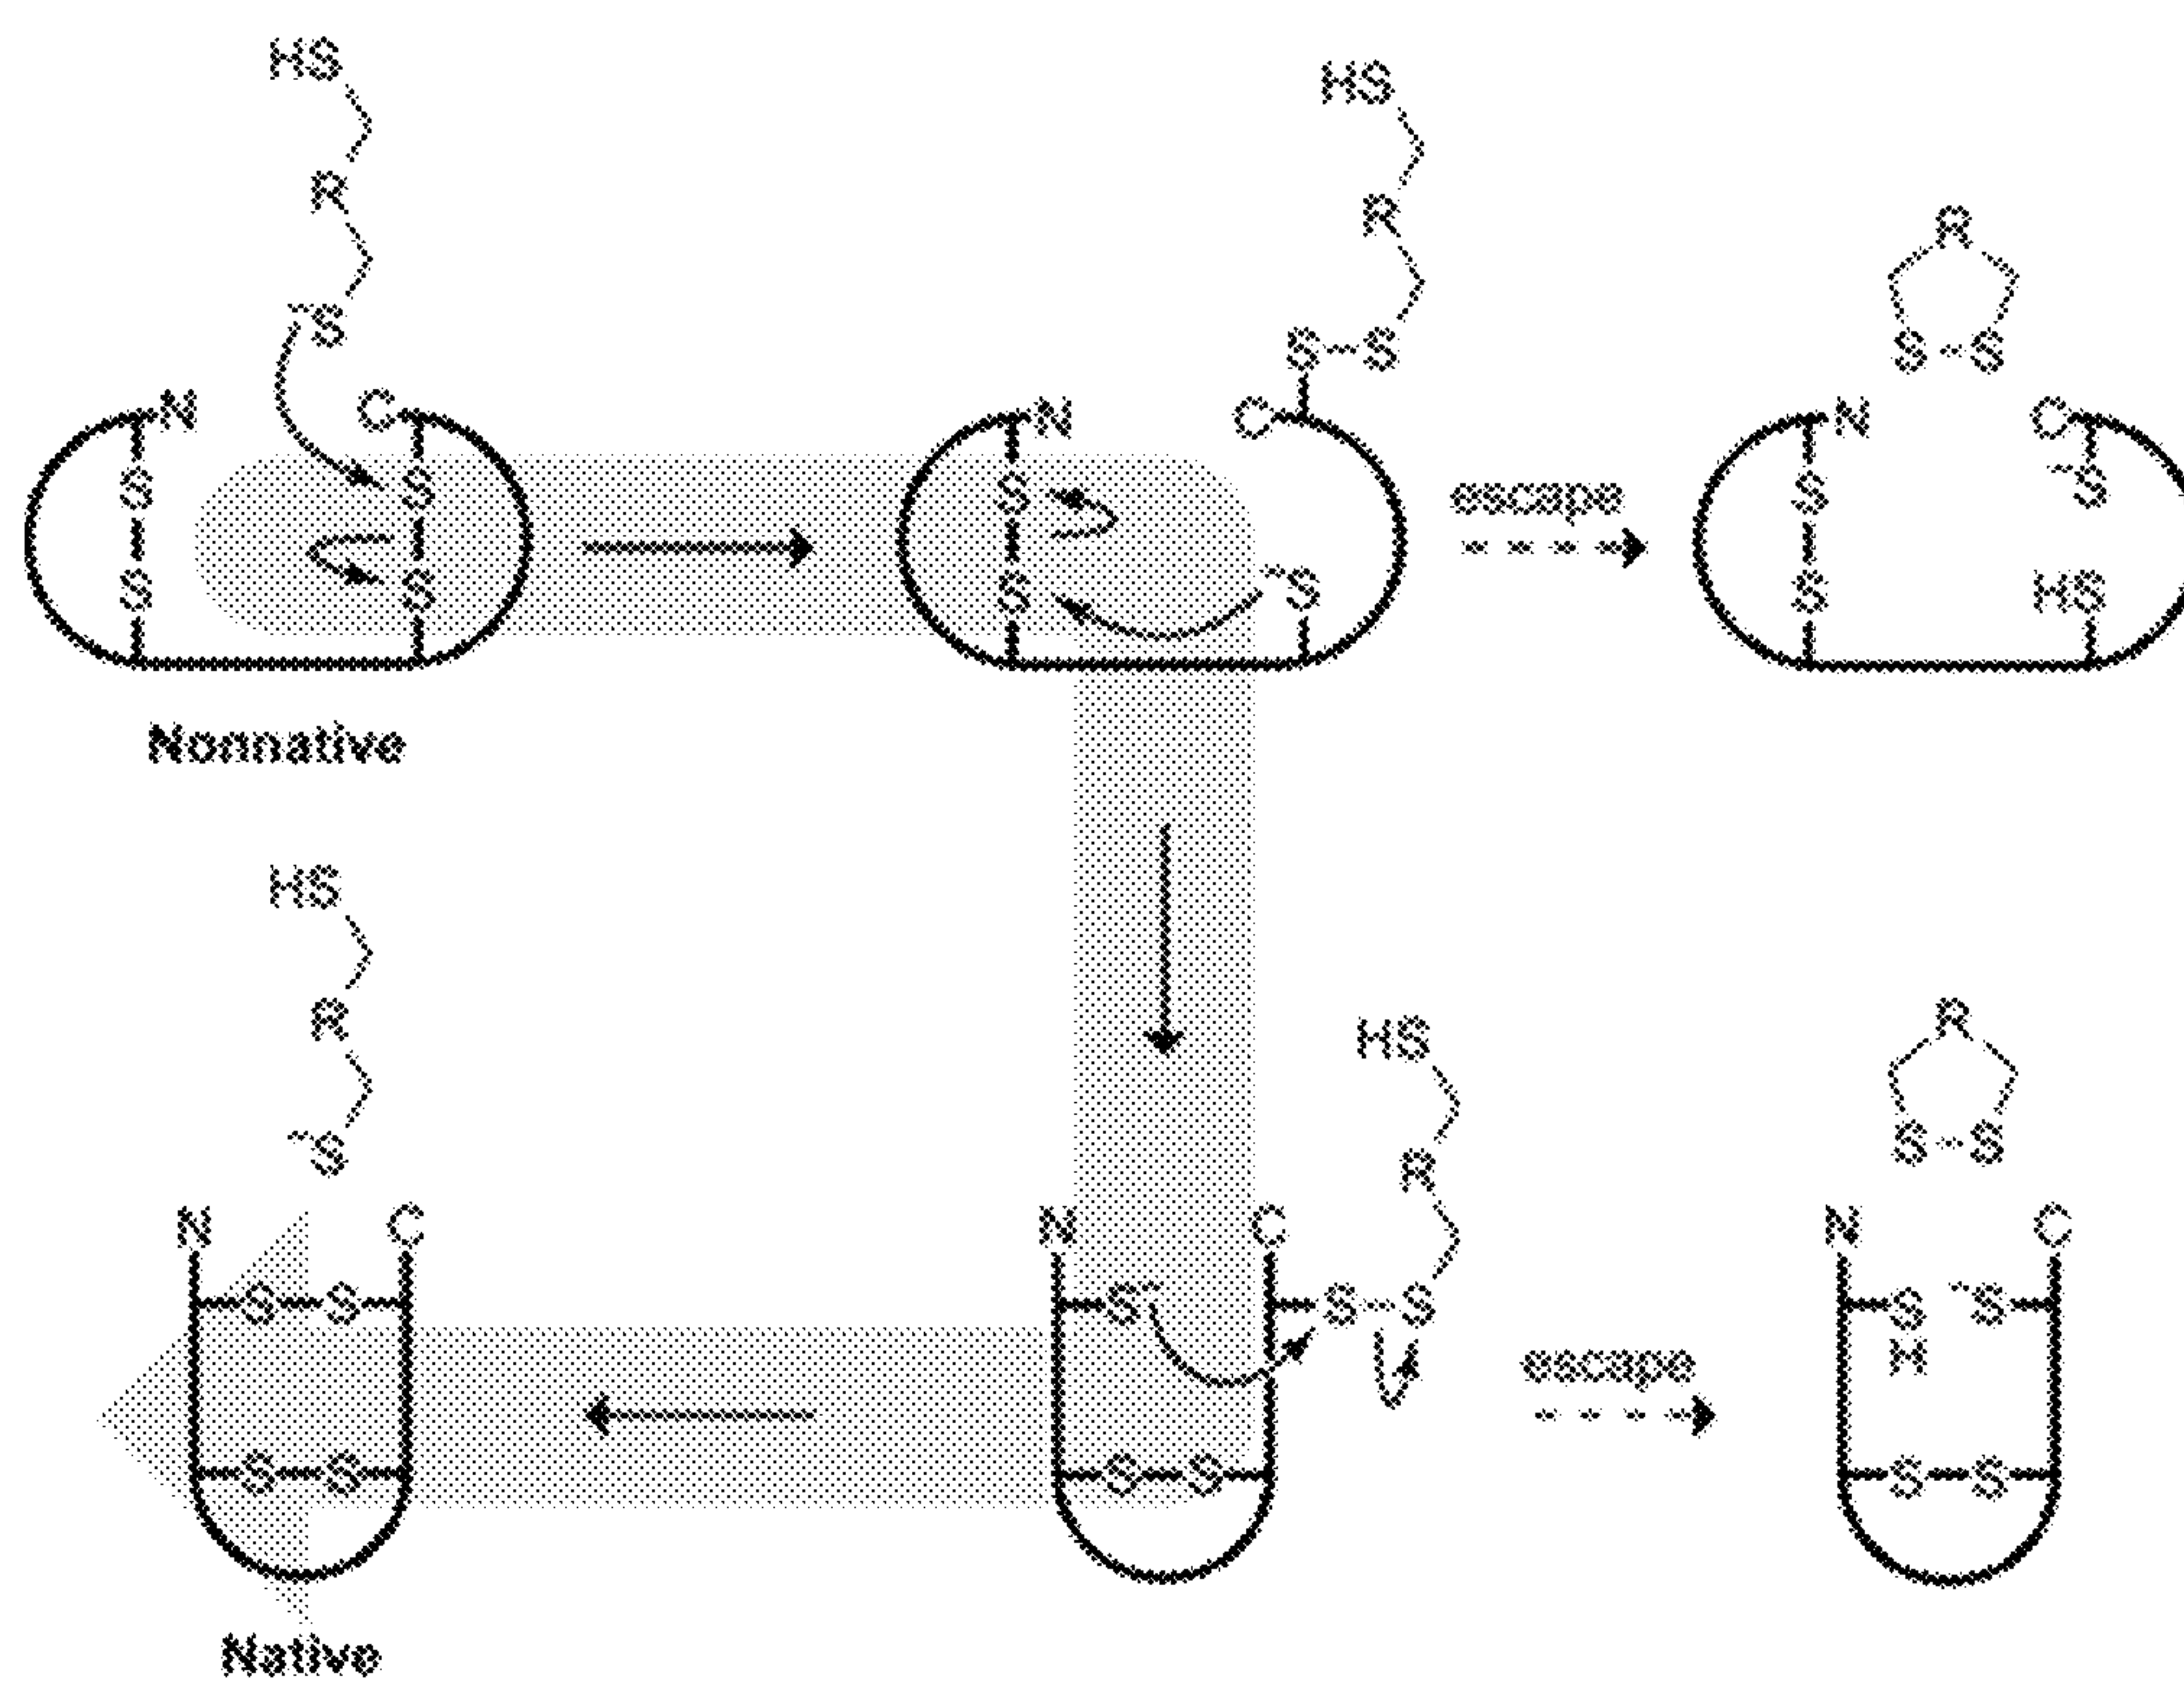 HS
R
⁻S
N C
S S
S S
Nonnative
HS
R
S-S
N C
S
S ⁻S
escape
R
S-S
N C
S ⁻S
S HS
HS
R
⁻S
N C
S S
S S
Native
HS
R
N C
S⁻ S-S
S S
escape
R
S-S
N C
S ⁻S
H
S S